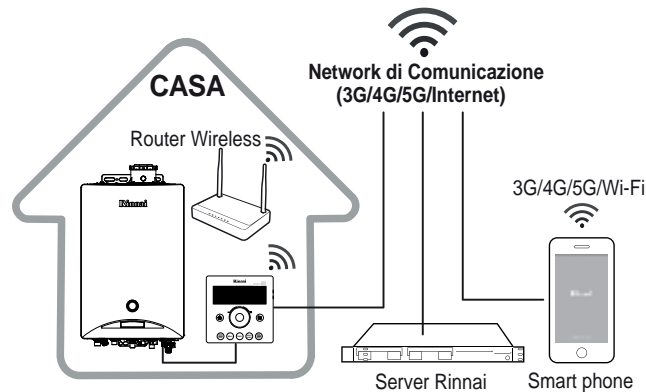 Network di Comunicazione
(3G/4G/5G/Internet)
CASA
Router Wireless
Rinnai
Rinnai
3G/4G/5G/Wi-Fi
Server Rinnai
Smart phone